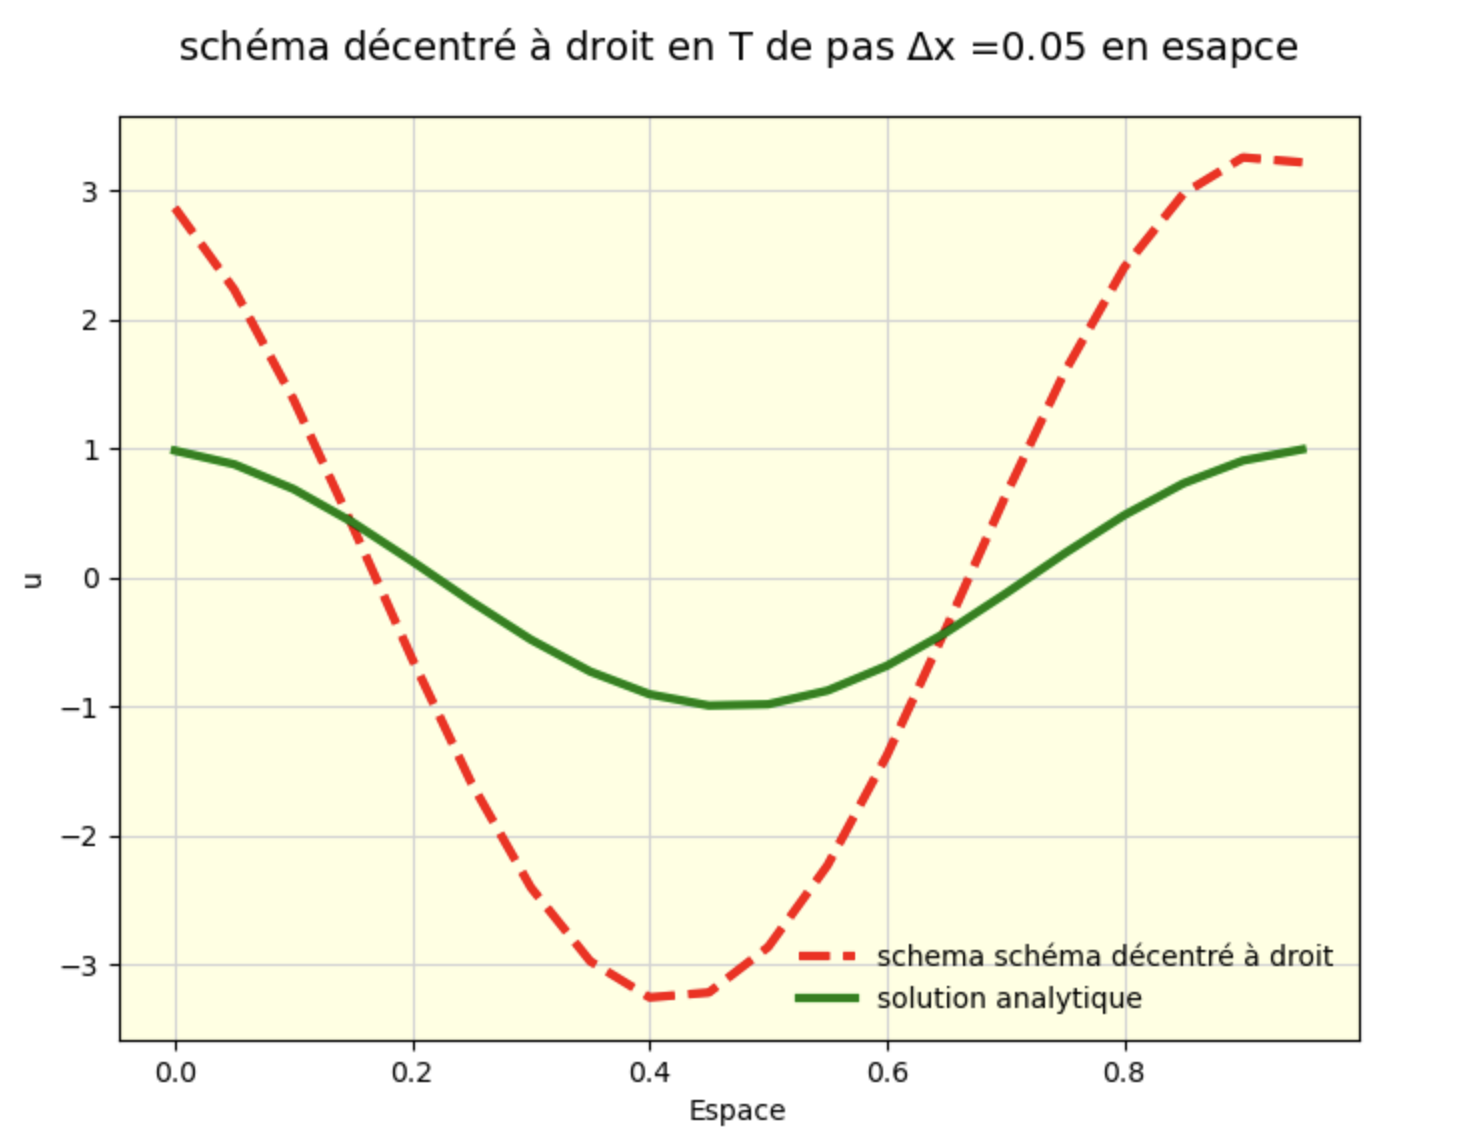 schéma décentré à droit en T de pas Δx =0.05 en esapce
3
2
1
0
−1
−2
−3
u
schema schéma décentré à droit
solution analytique
0.0 0.2 0.4 0.6 0.8
Espace